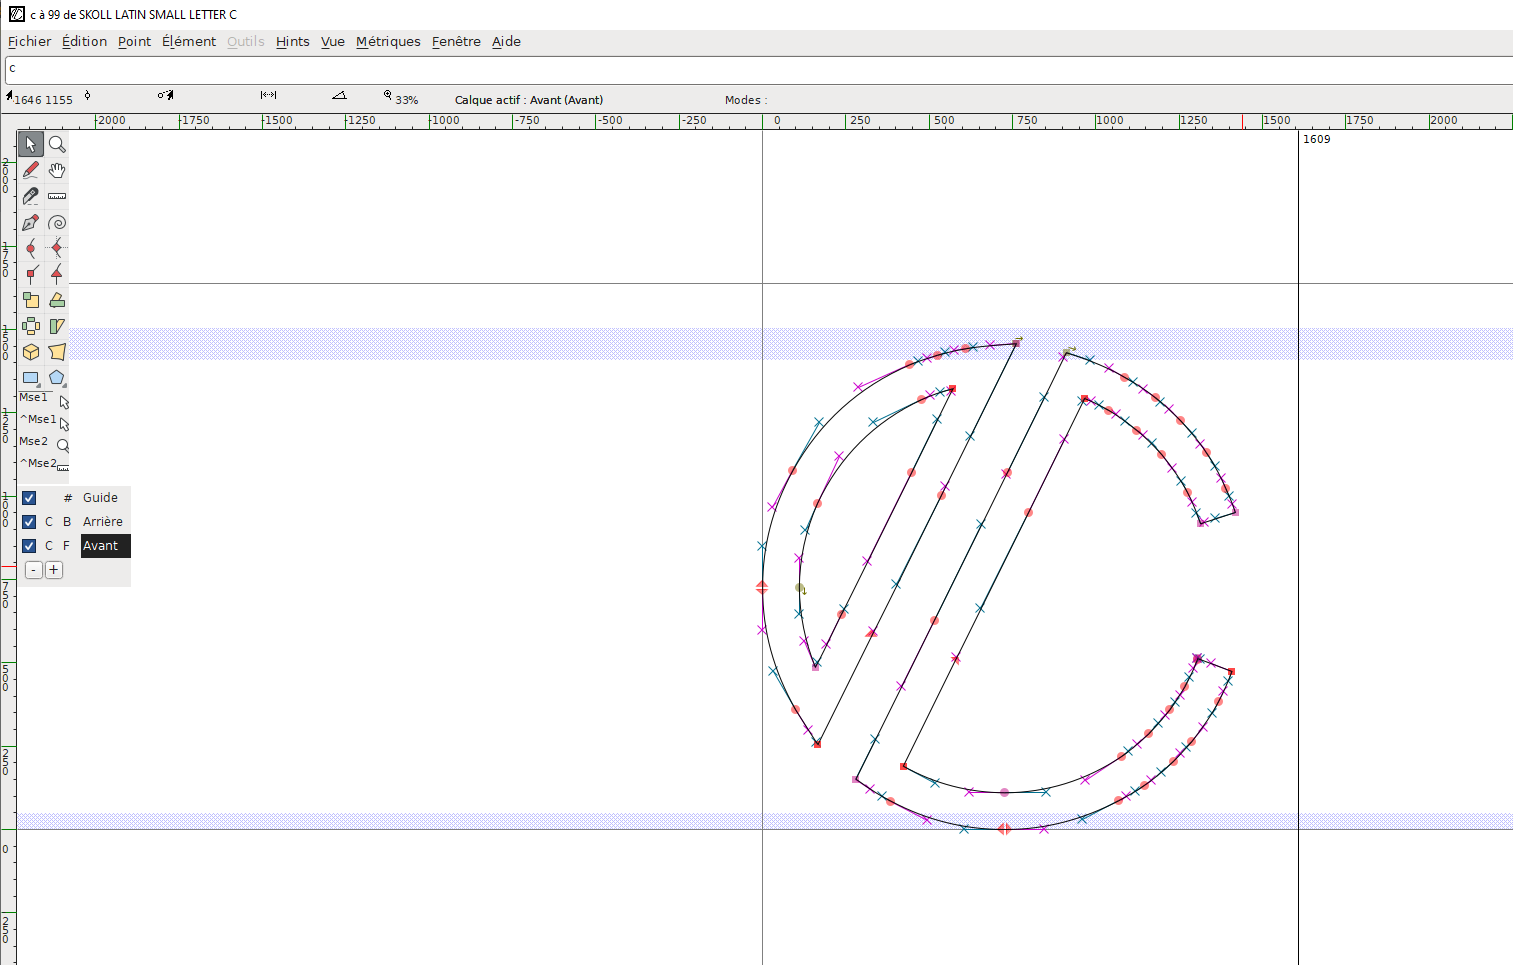 c à 99 de SKOLL LATIN SMALL LETTER C
Fichier Édition Point Élément Outils Hints Vue Métriques Fenêtre Aide
c
1646 1155 33% Calque actif : Avant (Avant) Modes :
-2000 -1750 -1500 -1250 -1000 -750 -500 -250 0 250 500 750 1000 1250 1500 1750 2000
1609
2000
1750
1500
1250
1000
750
500
250
0
250
Mse1
^Mse1
Mse2
^Mse2
# Guide
C B Arrière
C F Avant
- +